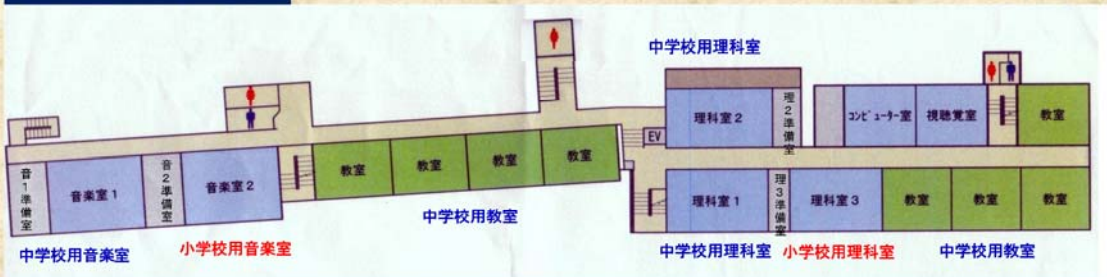 中学校用理科室
EV
理科室2
理2準備室
コンピューター室
視聴覚室
教室
音1準備室
音楽室1
音2準備室
音楽室2
教室
教室
教室
教室
理科室1
理3準備室
理科室3
教室
教室
教室
中学校用音楽室
小学校用音楽室
中学校用教室
中学校用理科室
小学校用理科室
中学校用教室